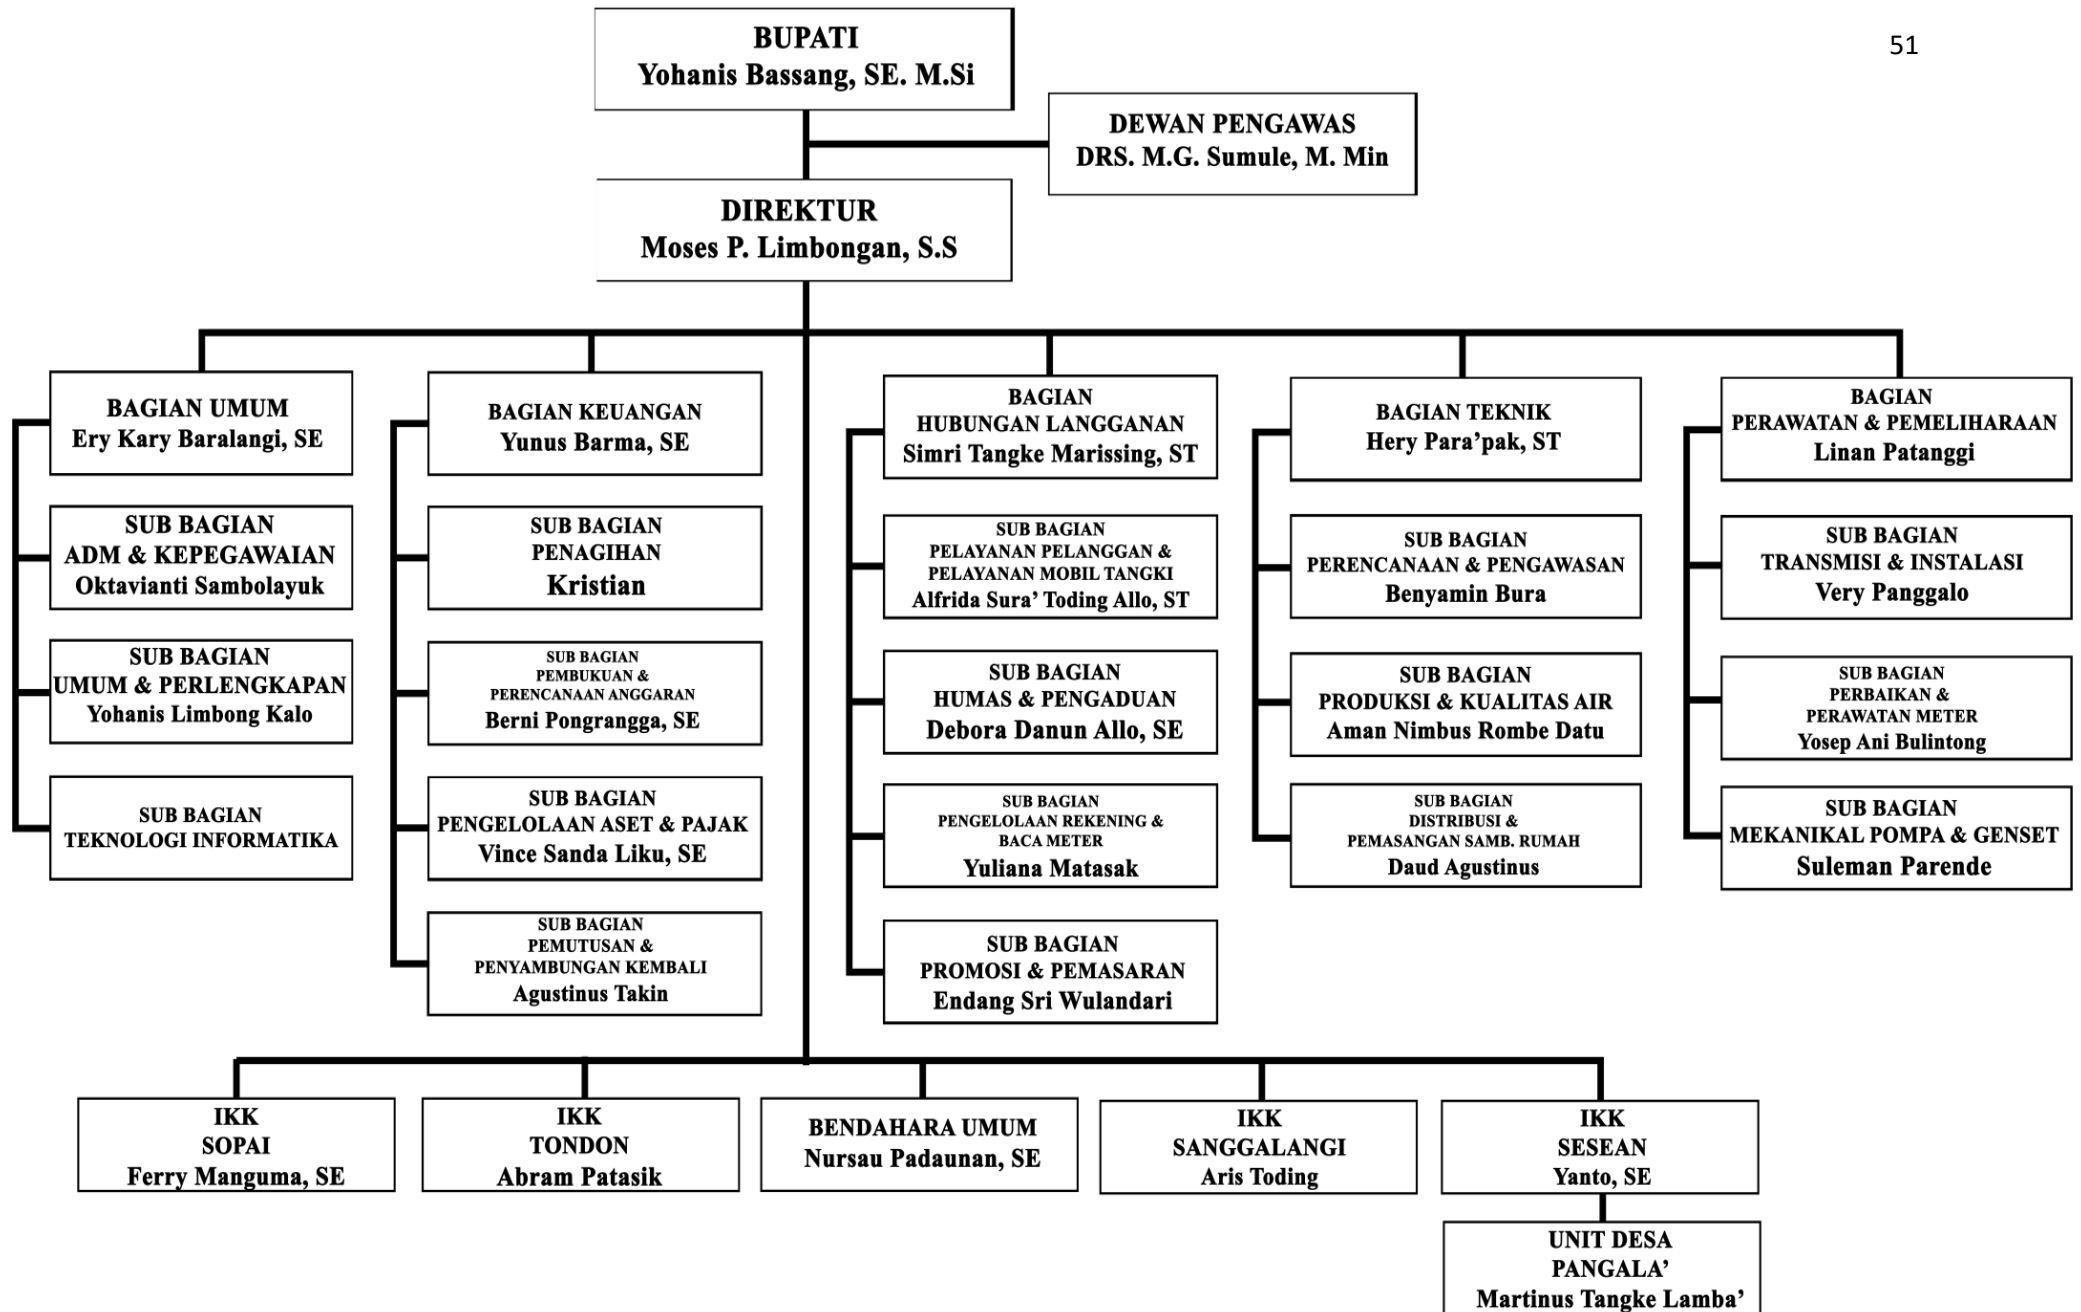 51
BUPATI
Yohanis Bassang, SE. M.Si
DEWAN PENGAWAS
DRS. M.G. Sumule, M. Min
DIREKTUR
Moses P. Limbongan, S.S
BAGIAN UMUM
Ery Kary Baralangi, SE
SUB BAGIAN
ADM & KEPEGAWAIAN
Oktavianti Sambolayuk
SUB BAGIAN
UMUM & PERLENGKAPAN
Yohanis Limbong Kalo
SUB BAGIAN
TEKNOLOGI INFORMATIKA
BAGIAN KEUANGAN
Yunus Barma, SE
SUB BAGIAN
PENAGIHAN
Kristian
SUB BAGIAN
PEMBUKUAN &
PERENCANAAN ANGGARAN
Berni Pongrangga, SE
SUB BAGIAN
PENGELOLAAN ASET & PAJAK
Vince Sanda Liku, SE
SUB BAGIAN
PEMUTUSAN &
PENYAMBUNGAN KEMBALI
Agustinus Takin
BAGIAN
HUBUNGAN LANGGANAN
Simri Tangke Marissing, ST
SUB BAGIAN
PELAYANAN PELANGGAN &
PELAYANAN MOBIL TANGKI
Alfrida Sura’ Toding Allo, ST
SUB BAGIAN
HUMAS & PENGADUAN
Debora Danun Allo, SE
SUB BAGIAN
PENGELOLAAN REKENING &
BACA METER
Yuliana Matasak
SUB BAGIAN
PROMOSI & PEMASARAN
Endang Sri Wulandari
BAGIAN TEKNIK
Hery Para’pak, ST
SUB BAGIAN
PERENCANAAN & PENGAWASAN
Benyamin Bura
SUB BAGIAN
PRODUKSI & KUALITAS AIR
Aman Nimbus Rombe Datu
SUB BAGIAN
DISTRIBUSI &
PEMASANGAN SAMB. RUMAH
Daud Agustinus
BAGIAN
PERAWATAN & PEMELIHARAAN
Linan Patanggi
SUB BAGIAN
TRANSMISI & INSTALASI
Very Panggalo
SUB BAGIAN
PERBAIKAN &
PERAWATAN METER
Yosep Ani Bulintong
SUB BAGIAN
MEKANIKAL POMPA & GENSET
Suleman Parende
IKK
SOPAI
Ferry Manguma, SE
IKK
TONDON
Abram Patasik
BENDAHARA UMUM
Nursau Padaunan, SE
IKK
SANGGALANGI
Aris Toding
IKK
SESEAN
Yanto, SE
UNIT DESA
PANGALA’
Martinus Tangke Lamba’